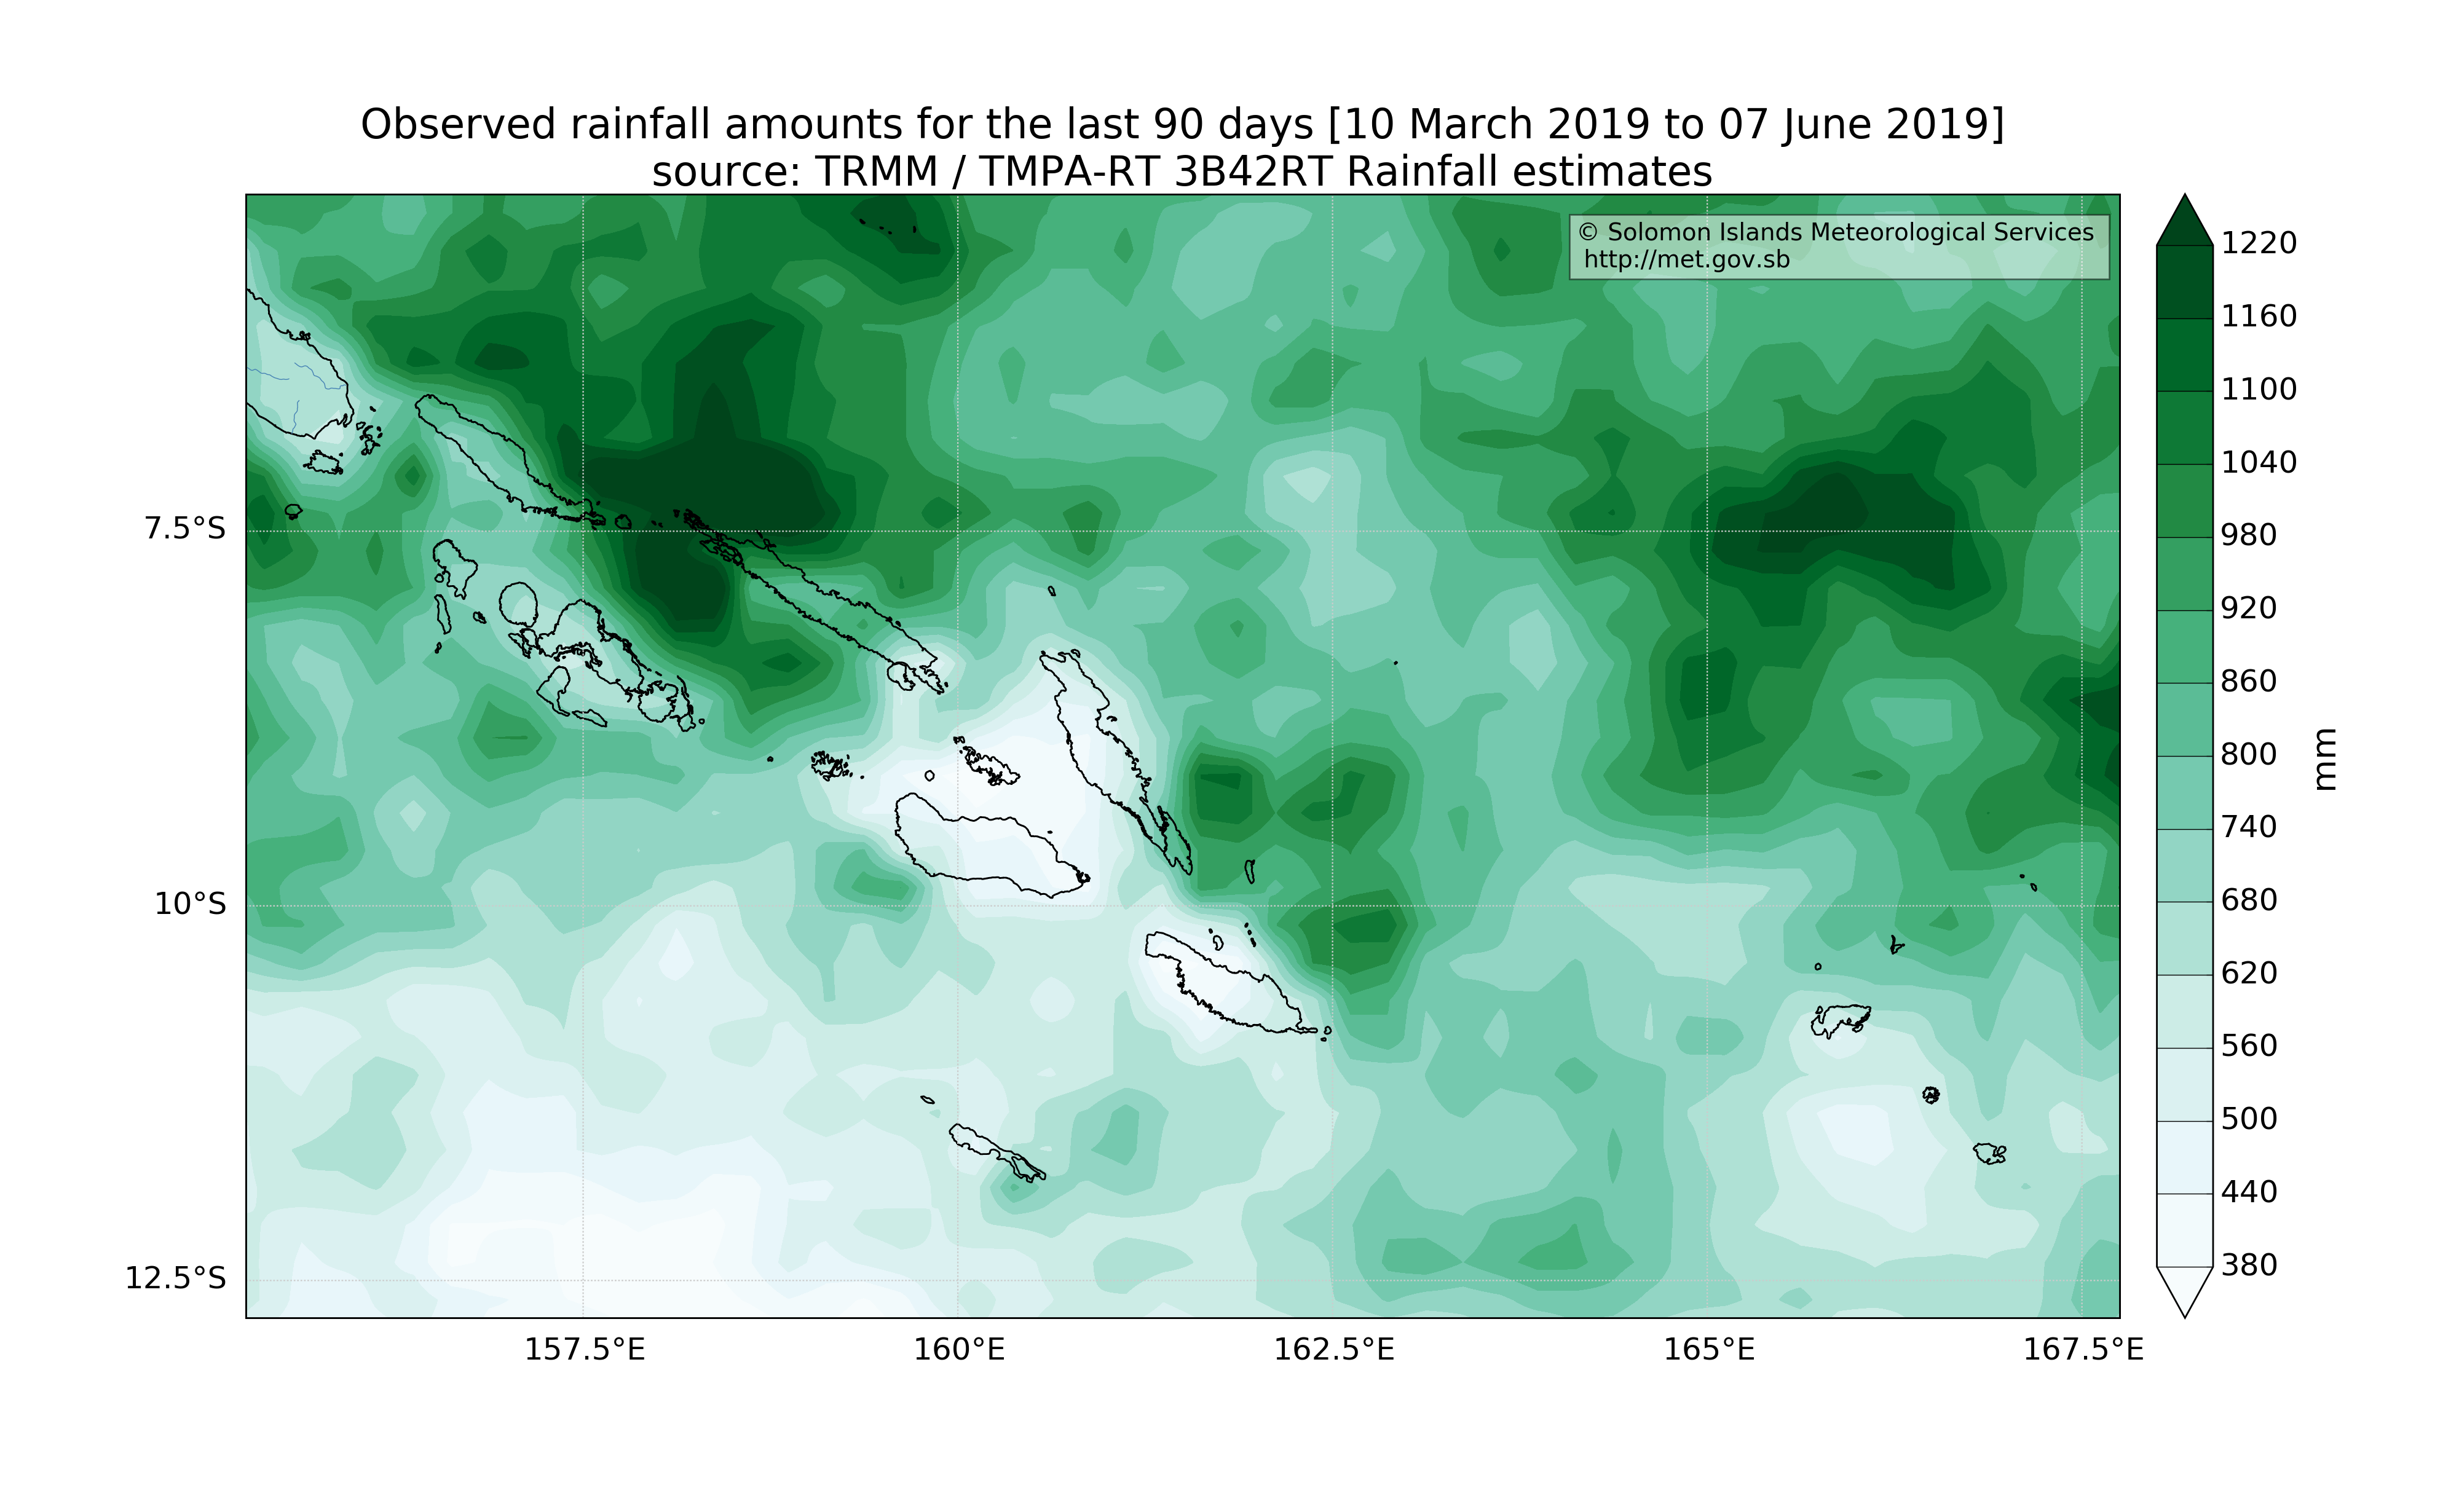 Observed rainfall amounts for the last 90 days [10 March 2019 to 07 June 2019]
source: TRMM / TMPA-RT 3B42RT Rainfall estimates
© Solomon Islands Meteorological Services
http://met.gov.sb
7.5°S
10°S
12.5°S
157.5°E
160°E
162.5°E
165°E
167.5°E
1220
1160
1100
1040
980
920
860
800
740
680
620
560
500
440
380
mm